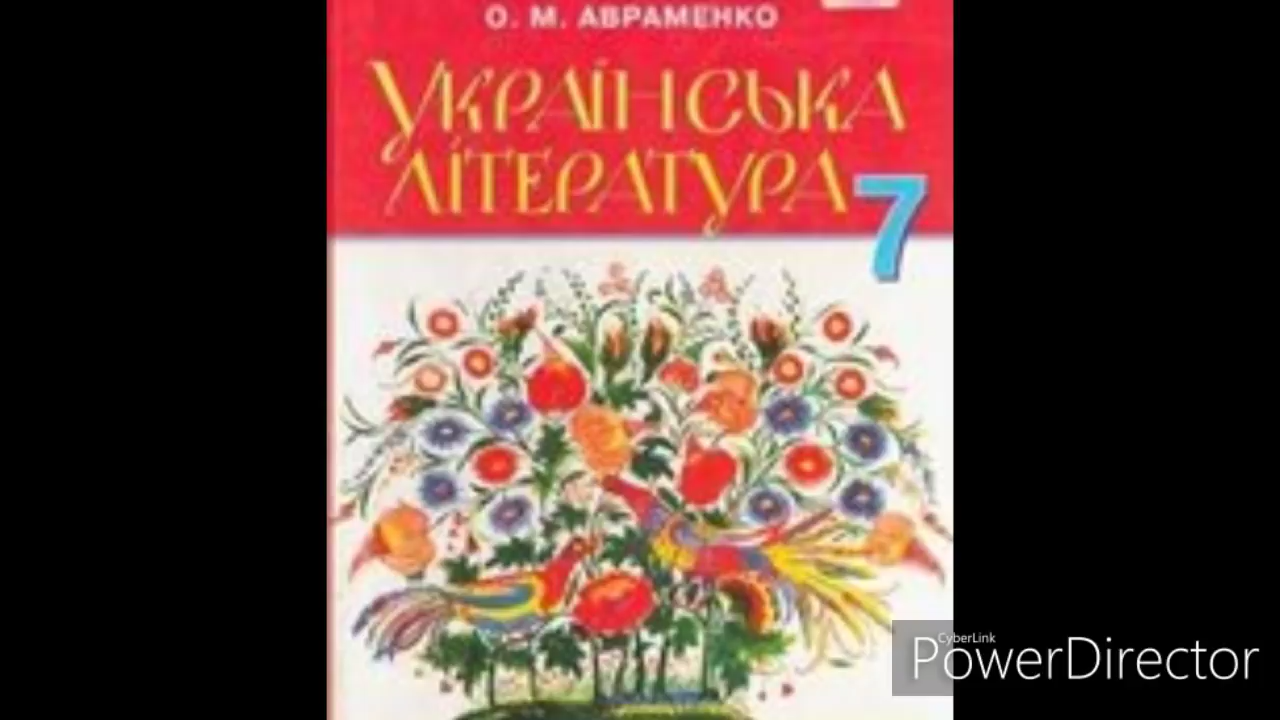 О. М. АВРАМЕНКО
УКРАЇНСЬКА
ЛІТЕРАТУРА
7
CyberLink
PowerDirector